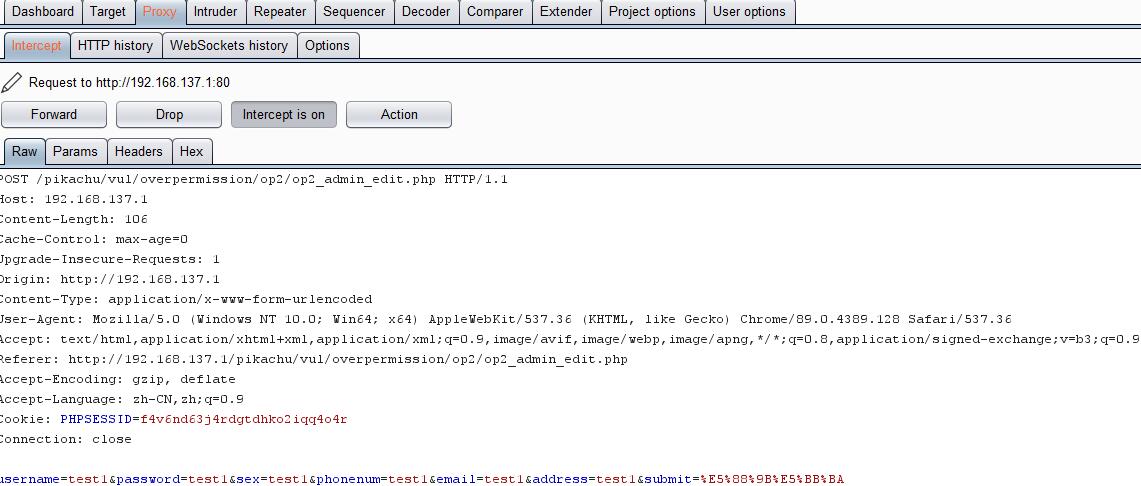 Dashboard Target Proxy Intruder Repeater Sequencer Decoder Comparer Extender Project options User options
Intercept HTTP history WebSockets history Options
Request to http://192.168.137.1:80
Forward Drop Intercept is on Action
Raw Params Headers Hex
POST /pikachu/vul/overpermission/op2/op2_admin_edit.php HTTP/1.1
Host: 192.168.137.1
Content-Length: 106
Cache-Control: max-age=0
Upgrade-Insecure-Requests: 1
Origin: http://192.168.137.1
Content-Type: application/x-www-form-urlencoded
User-Agent: Mozilla/5.0 (Windows NT 10.0; Win64; x64) AppleWebKit/537.36 (KHTML, like Gecko) Chrome/89.0.4389.128 Safari/537.36
Accept: text/html,application/xhtml+xml,application/xml;q=0.9,image/avif,image/webp,image/apng,*/*;q=0.8,application/signed-exchange;v=b3;q=0.9
Referer: http://192.168.137.1/pikachu/vul/overpermission/op2/op2_admin_edit.php
Accept-Encoding: gzip, deflate
Accept-Language: zh-CN,zh;q=0.9
Cookie: PHPSESSID=f4v6nd63j4rdgtdhko2iqq4o4r
Connection: close
username=test1&password=test1&sex=test1&phonenum=test1&email=test1&address=test1&submit=%E5%88%9B%E5%BB%BA